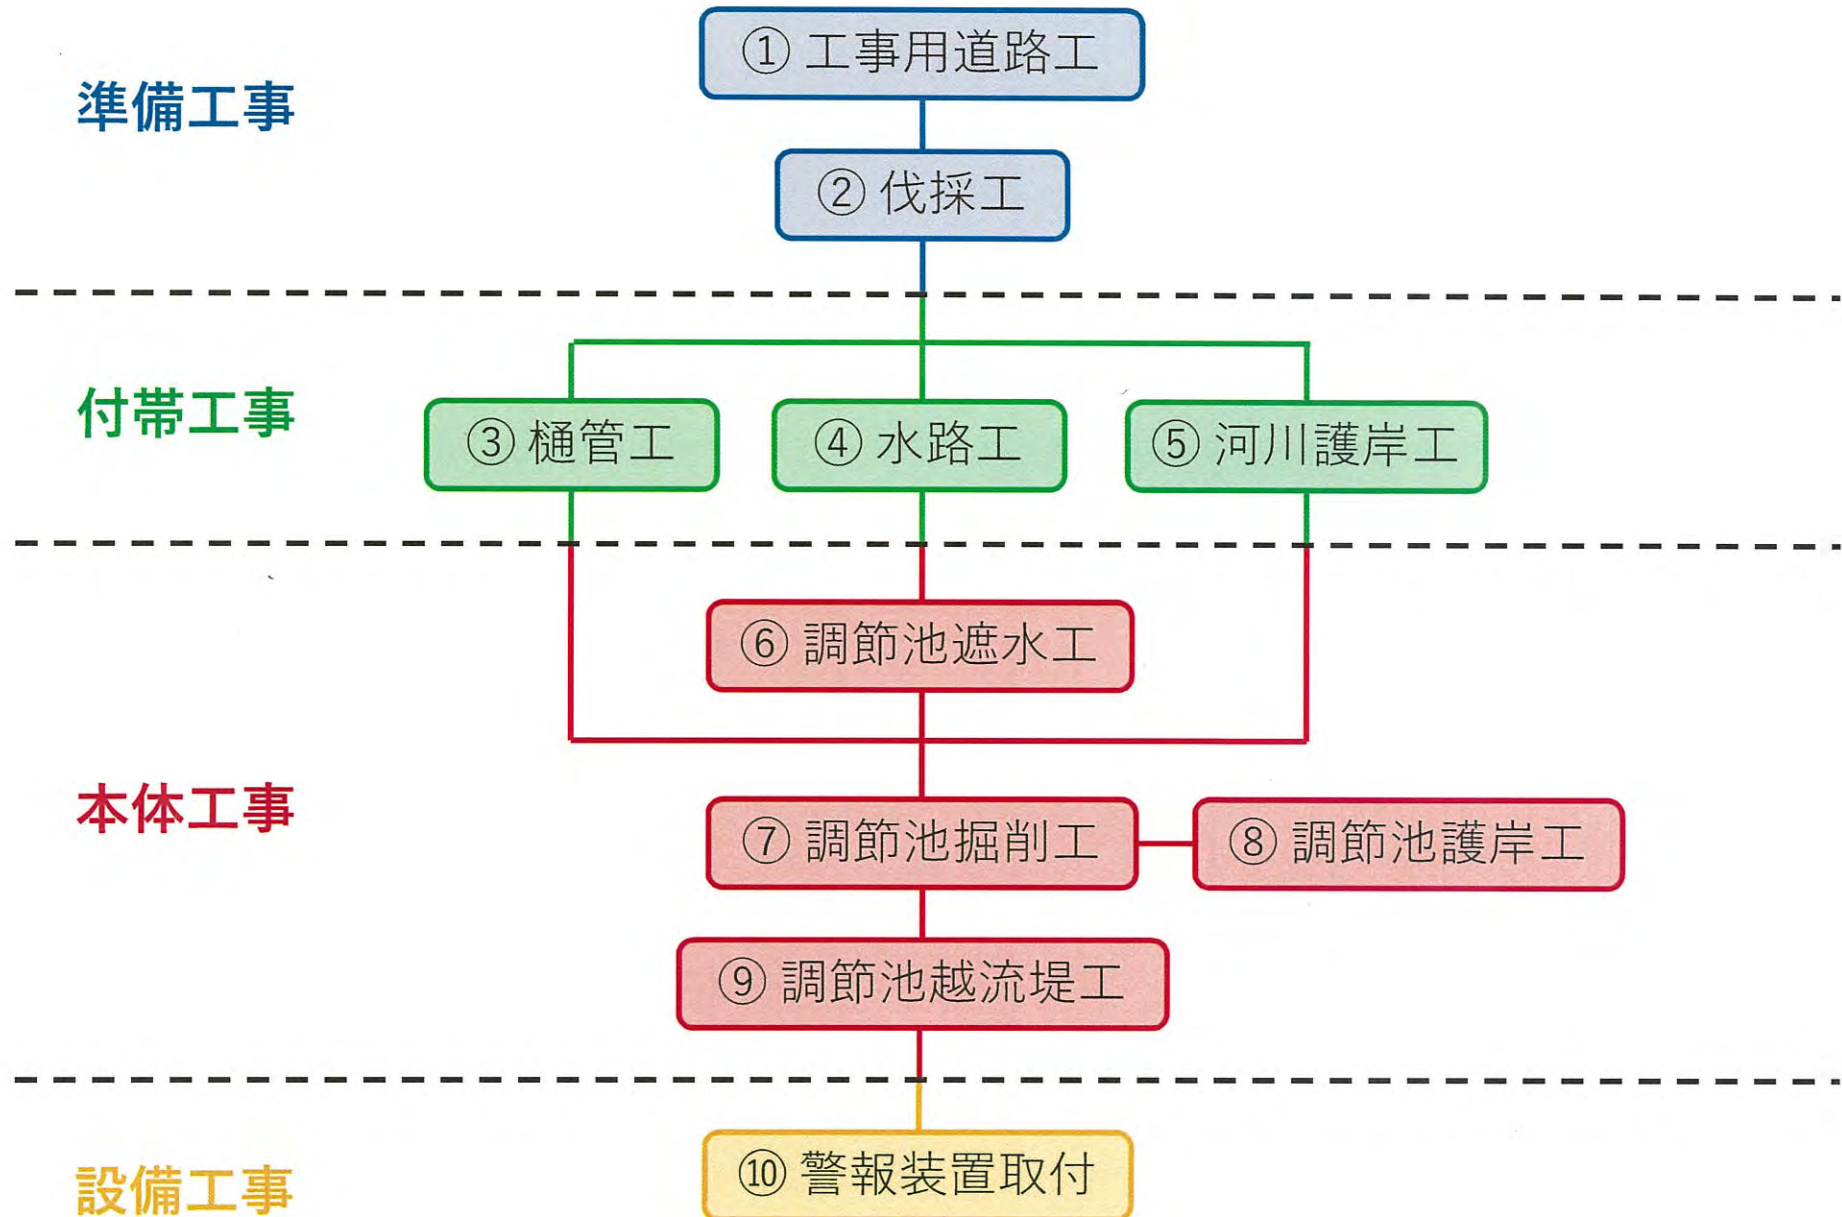 準備工事
① 工事用道路工
② 伐採工
付帯工事
③ 樋管工
④ 水路工
⑤ 河川護岸工
本体工事
⑥ 調節池遮水工
⑦ 調節池掘削工
⑧ 調節池護岸工
⑨ 調節池越流堤工
設備工事
⑩ 警報装置取付